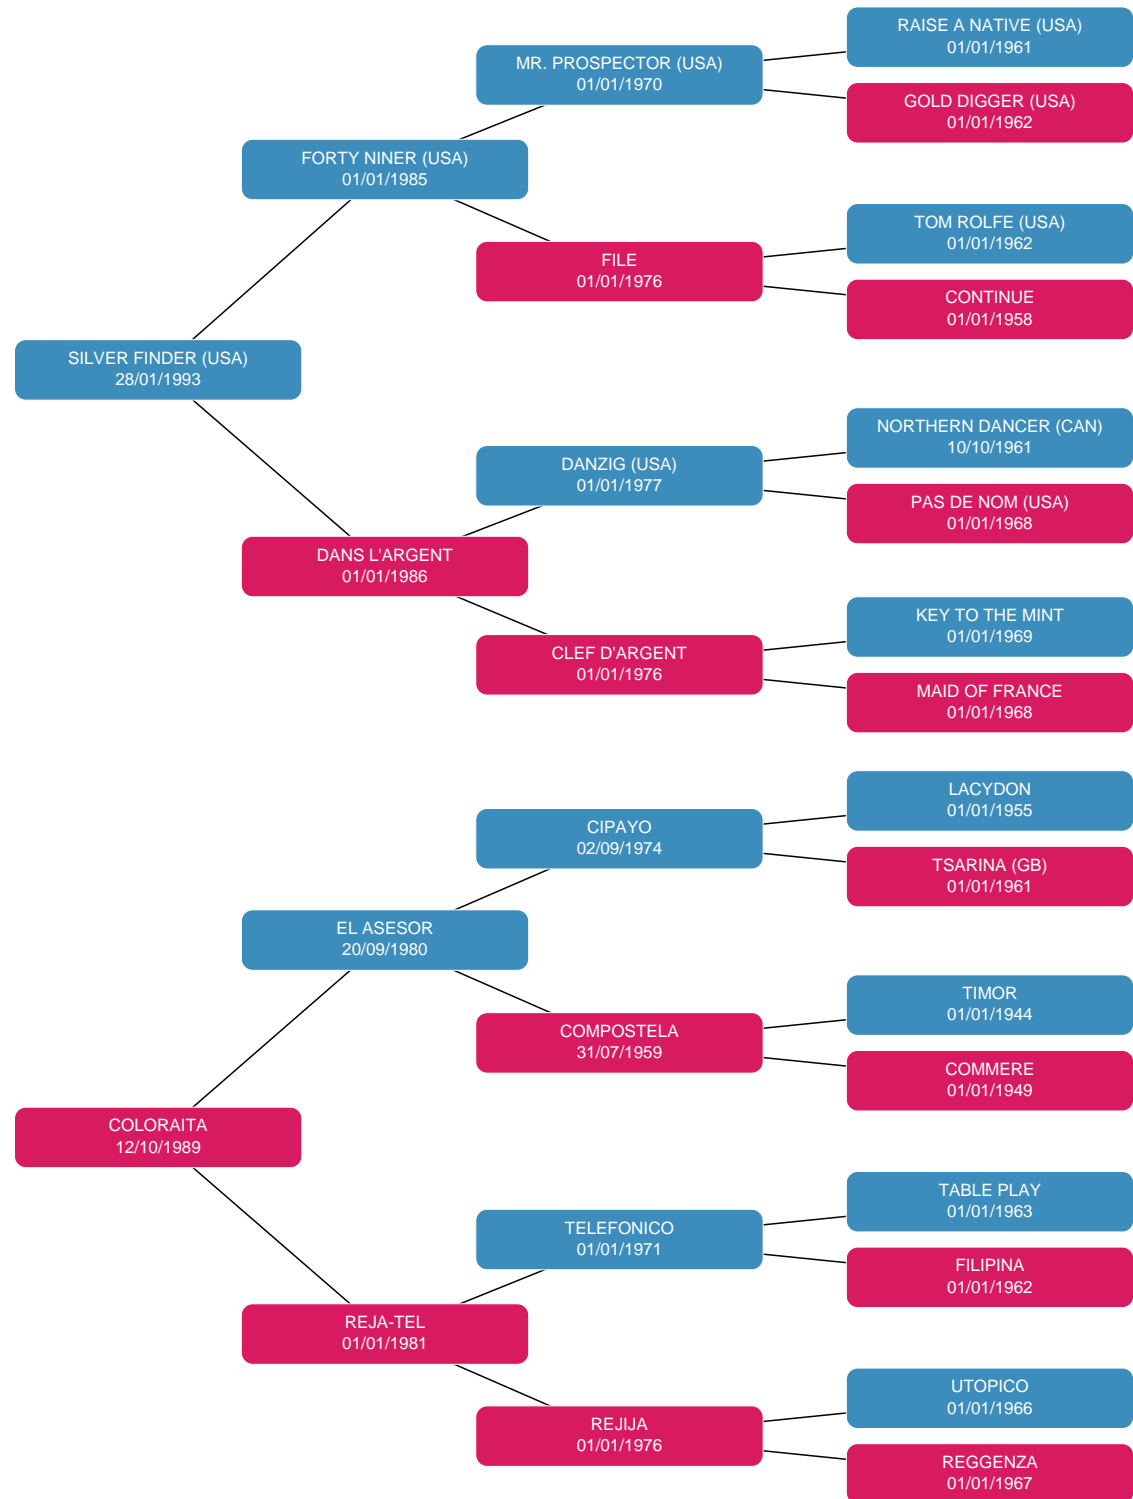 RAISE A NATIVE (USA)
01/01/1961
MR. PROSPECTOR (USA)
01/01/1970
GOLD DIGGER (USA)
01/01/1962
FORTY NINER (USA)
01/01/1985
TOM ROLFE (USA)
01/01/1962
FILE
01/01/1976
CONTINUE
01/01/1958
SILVER FINDER (USA)
28/01/1993
NORTHERN DANCER (CAN)
10/10/1961
DANZIG (USA)
01/01/1977
PAS DE NOM (USA)
01/01/1968
DANS L'ARGENT
01/01/1986
KEY TO THE MINT
01/01/1969
CLEF D'ARGENT
01/01/1976
MAID OF FRANCE
01/01/1968
LACYDON
01/01/1955
CIPAYO
02/09/1974
TSARINA (GB)
01/01/1961
EL ASESOR
20/09/1980
TIMOR
01/01/1944
COMPOSTELA
31/07/1959
COMMERE
01/01/1949
COLORAITA
12/10/1989
TABLE PLAY
01/01/1963
TELEFONICO
01/01/1971
FILIPINA
01/01/1962
REJA-TEL
01/01/1981
UTOPICO
01/01/1966
REJIJA
01/01/1976
REGGENZA
01/01/1967